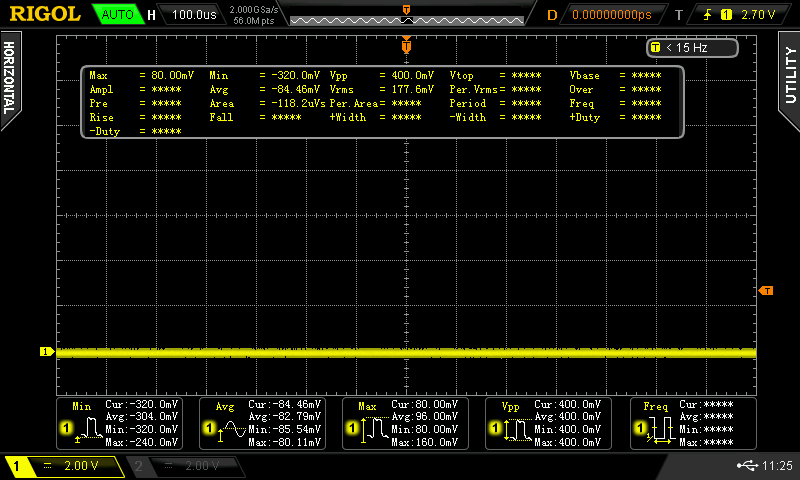 RIGOL AUTO H 100.0us 2.000GSa/s 56.0M pts T D 0.00000000ps T 1 2.70 V
HORIZONTAL
UTILITY
T
T < 15 Hz
Max = 80.00mV Min = -320.0mV Vpp = 400.0mV Vtop = ***** Vbase = *****
Ampl = ***** Avg = -84.46mV Vrms = 177.6mV Per.Vrms= ***** Over = *****
Pre = ***** Area = -118.2uVs Per.Area= ***** Period = ***** Freq = *****
Rise = ***** Fall = ***** +Width = ***** -Width = ***** +Duty = *****
-Duty = *****
T
1
Min Cur:-320.0mV
Avg:-304.0mV
1 Min:-320.0mV
Max:-240.0mV
Avg Cur:-84.46mV
Avg:-82.79mV
1 Min:-85.54mV
Max:-80.11mV
Max Cur:80.00mV
Avg:96.00mV
1 Min:80.00mV
Max:160.0mV
Vpp Cur:400.0mV
Avg:400.0mV
1 Min:400.0mV
Max:400.0mV
Freq Cur:*****
Avg:*****
1 Min:*****
Max:*****
1 2.00 V 2 2.00 V 11:25